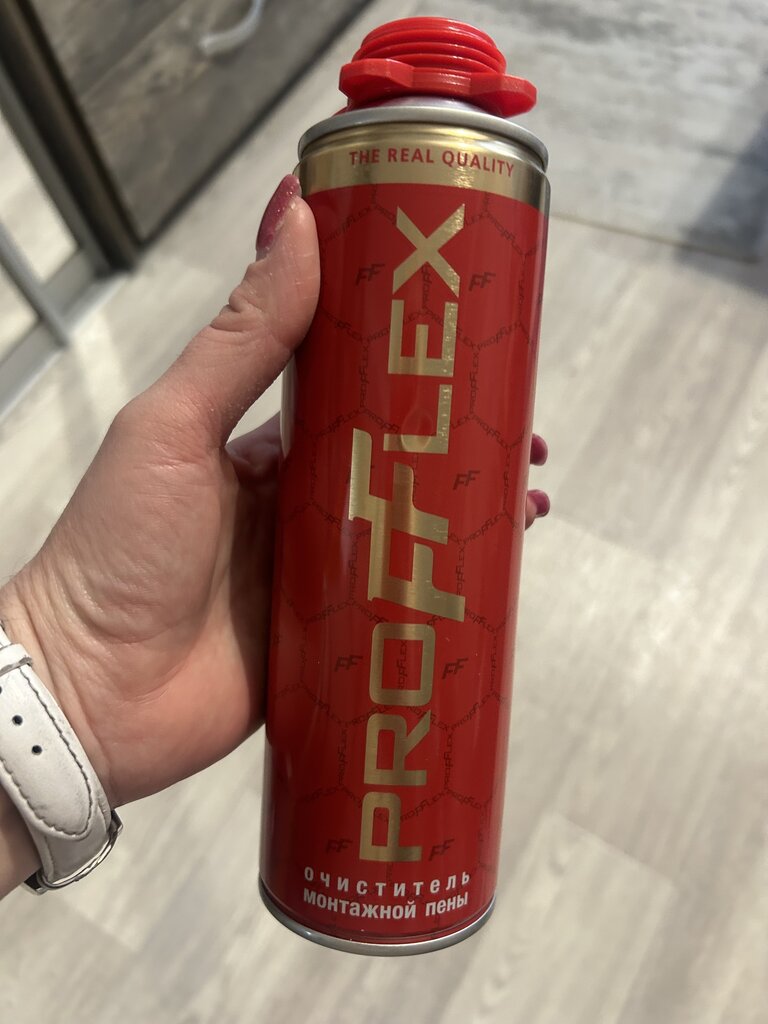 THE REAL QUALITY
PROFFLEX
очиститель
монтажной пены